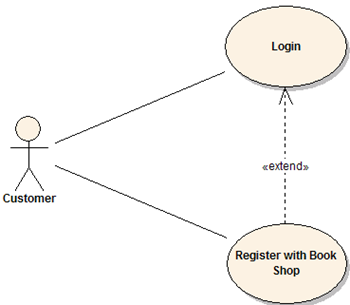 Login
«extend»
Customer
Register with Book
Shop